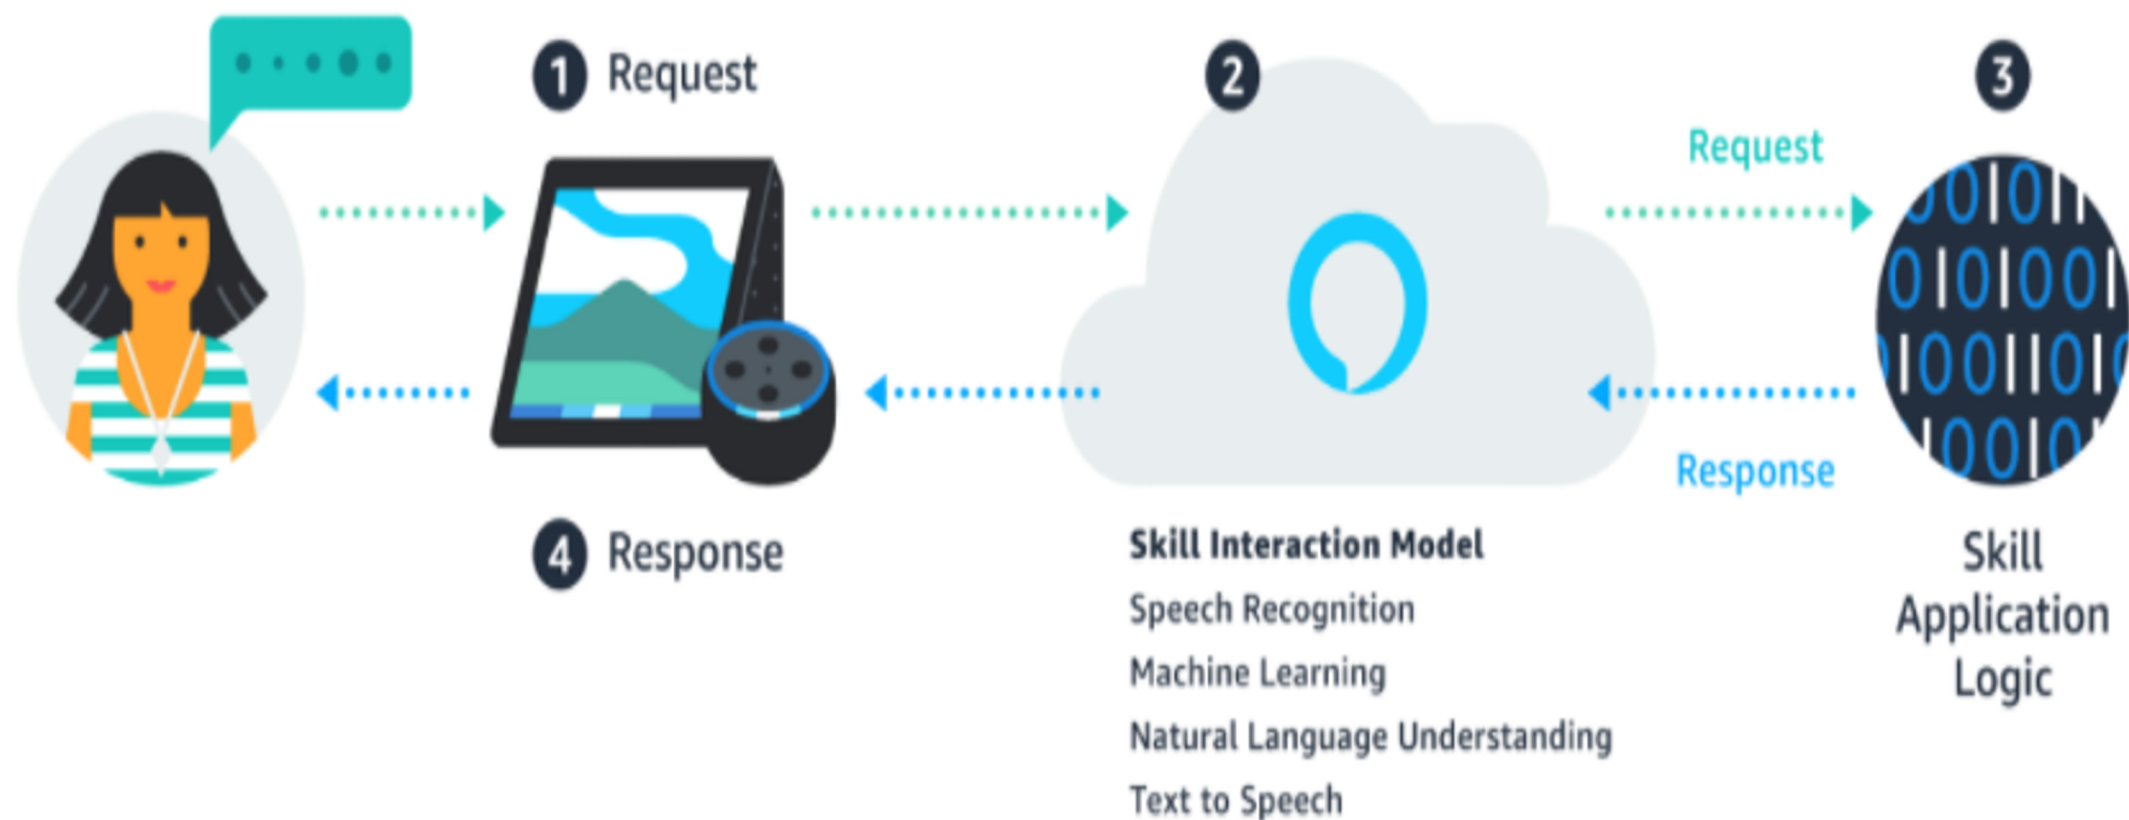 1 Request
2
3
Request
Response
4 Response
Skill Interaction Model
Speech Recognition
Machine Learning
Natural Language Understanding
Text to Speech
Skill
Application
Logic